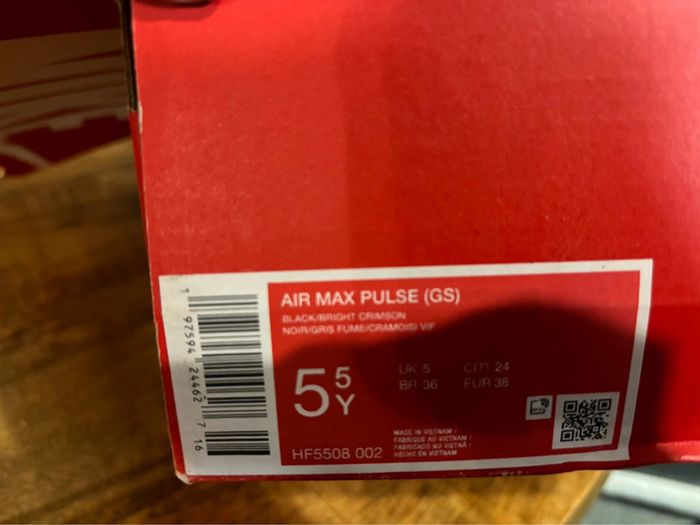 AIR MAX PULSE (GS)
BLACK/BRIGHT CRIMSON
NOIR/GRIS FUME/CRAMOISI VIF
5 5 Y
UK 5 cm 24
BR 36 EUR 38
MADE IN VIETNAM /
FABRIQUE AU VIETNAM /
FABRICADO NO VIETNÃ /
HECHO EN VIETNAM
HF5508 002
1 97594 24462 7 16